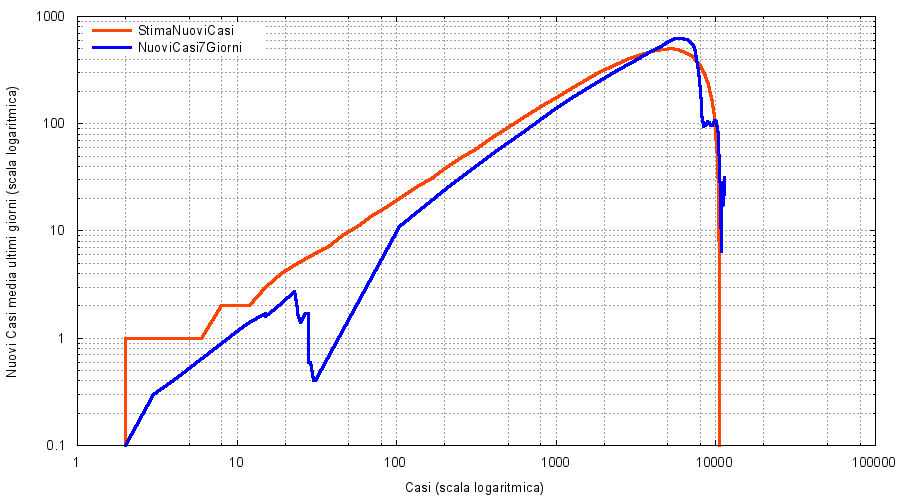 1000
100
10
1
0.1
Nuovi Casi media ultimi giorni (scala logaritmica)
StimaNuoviCasi
NuoviCasi7Giorni
1 10 100 1000 10000 100000
Casi (scala logaritmica)